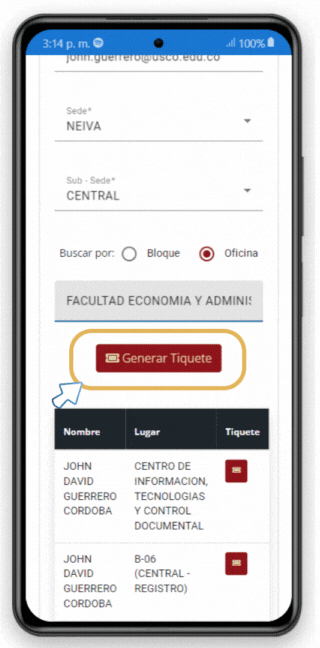 3:14 p. m.
100%
john.guerrero@usco.edu.co
Sede*
NEIVA
Sub - Sede*
CENTRAL
Buscar por: Bloque Oficina
FACULTAD ECONOMIA Y ADMINI
Generar Tiquete
Nombre Lugar Tiquete
JOHN CENTRO DE
DAVID INFORMACION,
GUERRERO TECNOLOGIAS
CORDOBA Y CONTROL
DOCUMENTAL
JOHN B-06
DAVID (CENTRAL -
GUERRERO REGISTRO)
CORDOBA